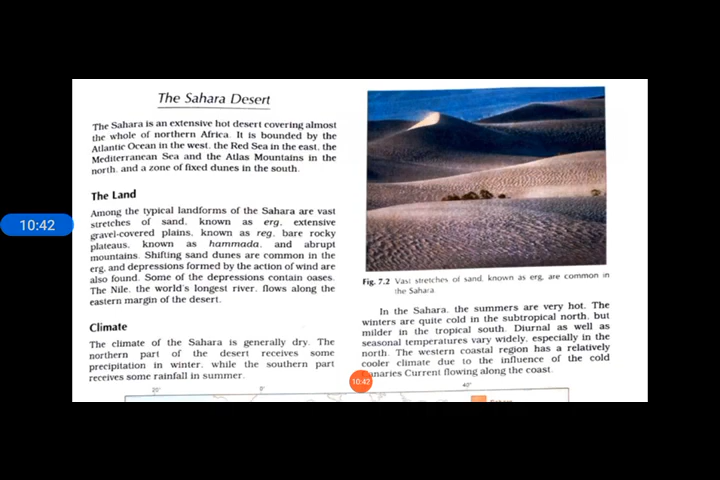 The Sahara Desert
The Sahara is an extensive hot desert covering almost
the whole of northern Africa. It is bounded by the
Atlantic Ocean in the west, the Red Sea in the east, the
Mediterranean Sea and the Atlas Mountains in the
north, and a zone of fixed dunes in the south.
The Land
Among the typical landforms of the Sahara are vast
stretches of sand, known as erg, extensive
gravel-covered plains, known as reg, bare rocky
plateaus, known as hammada, and abrupt
mountains. Shifting sand dunes are common in the
erg, and depressions formed by the action of wind are
also found. Some of the depressions contain oases.
The Nile, the world's longest river, flows along the
eastern margin of the desert.
Climate
The climate of the Sahara is generally dry. The
northern part of the desert receives some
precipitation in winter, while the southern part
receives some rainfall in summer.
Fig. 7.2 Vast stretches of sand, known as erg, are common in
the Sahara
In the Sahara, the summers are very hot. The
winters are quite cold in the subtropical north, but
milder in the tropical south. Diurnal as well as
seasonal temperatures vary widely, especially in the
north. The western coastal region has a relatively
cooler climate due to the influence of the cold
Canaries Current flowing along the coast.
20° 0° 40°
10:42
10:42